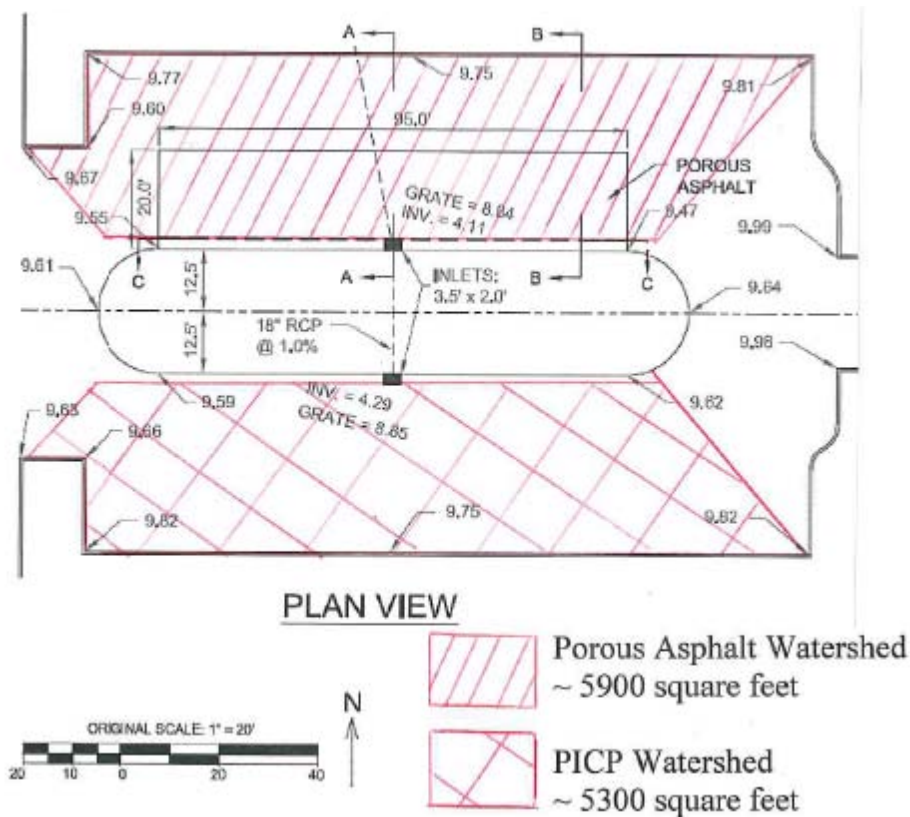 A
B
9.77
9.75
9.81
9.60
95.0'
9.67
POROUS
ASPHALT
20.0'
GRATE = 8.84
INV. = 4.11
9.55
9.47
9.99
C
A
B
C
9.61
12.5'
INLETS:
3.5' x 2.0'
9.64
12.5'
18" RCP
@ 1.0%
9.98
INV. = 4.29
GRATE = 8.65
9.59
9.62
9.63
9.66
9.82
9.75
9.82
PLAN VIEW
Porous Asphalt Watershed
~ 5900 square feet
N
ORIGINAL SCALE: 1" = 20'
20 10 0 20 40
PICP Watershed
~ 5300 square feet